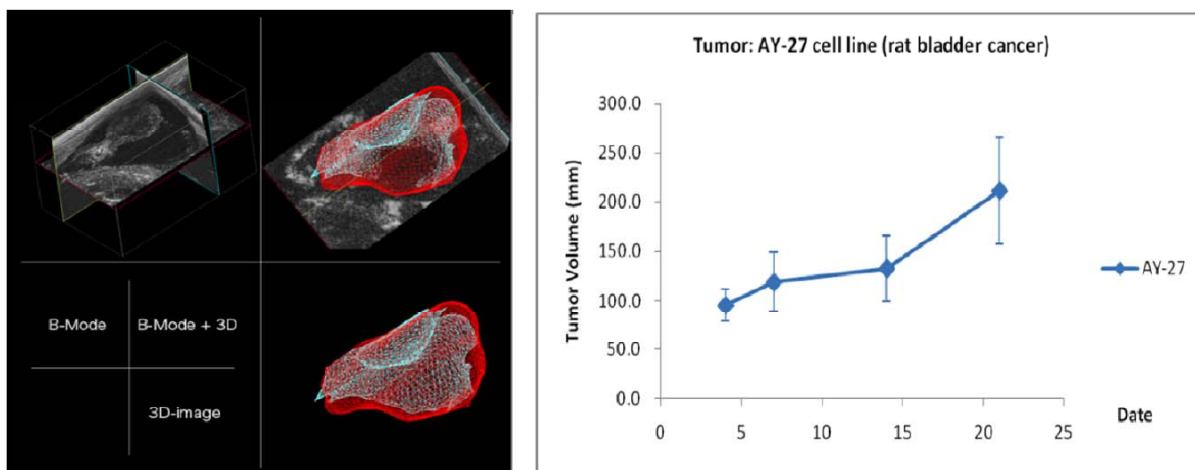 B-Mode
B-Mode + 3D
3D-image
Tumor: AY-27 cell line (rat bladder cancer)
Tumor Volume (mm)
300.0
250.0
200.0
150.0
100.0
50.0
0.0
0 5 10 15 20 25
Date
AY-27